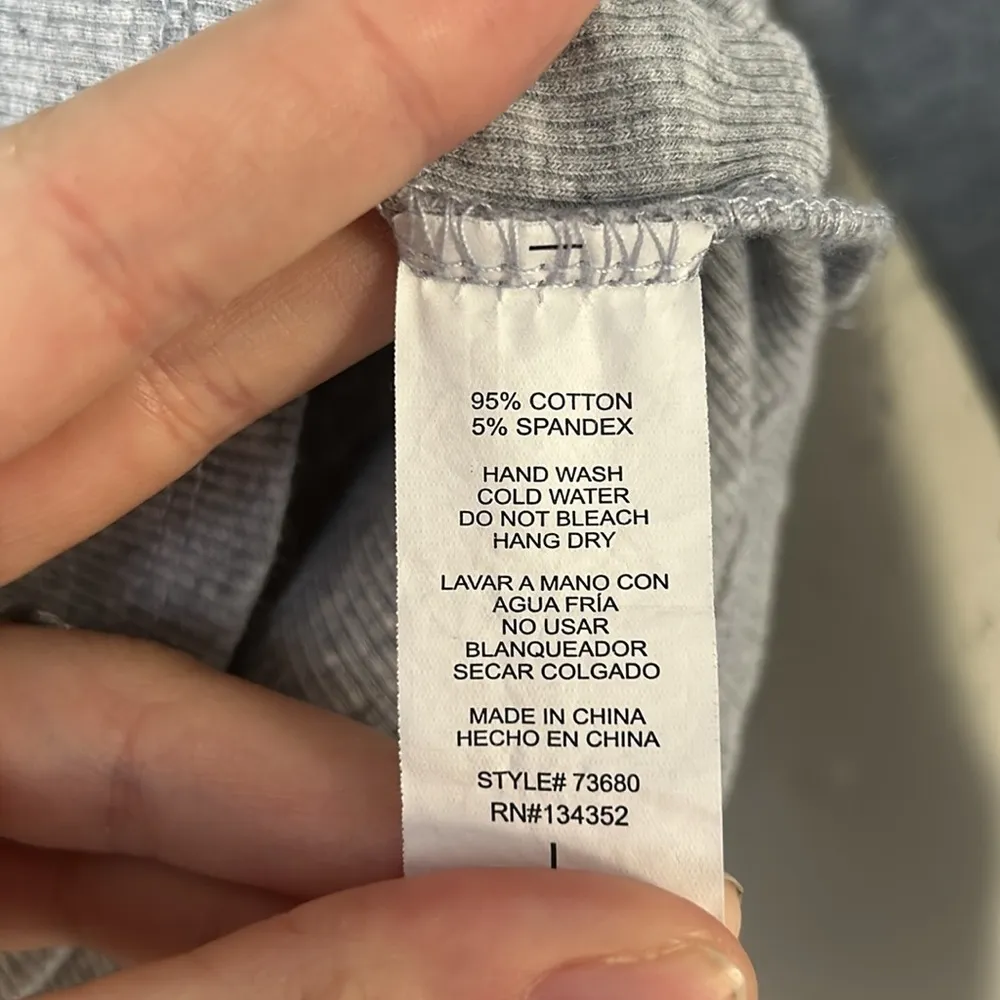 95% COTTON
5% SPANDEX
HAND WASH
COLD WATER
DO NOT BLEACH
HANG DRY
LAVAR A MANO CON
AGUA FRÍA
NO USAR
BLANQUEADOR
SECAR COLGADO
MADE IN CHINA
HECHO EN CHINA
STYLE# 73680
RN#134352